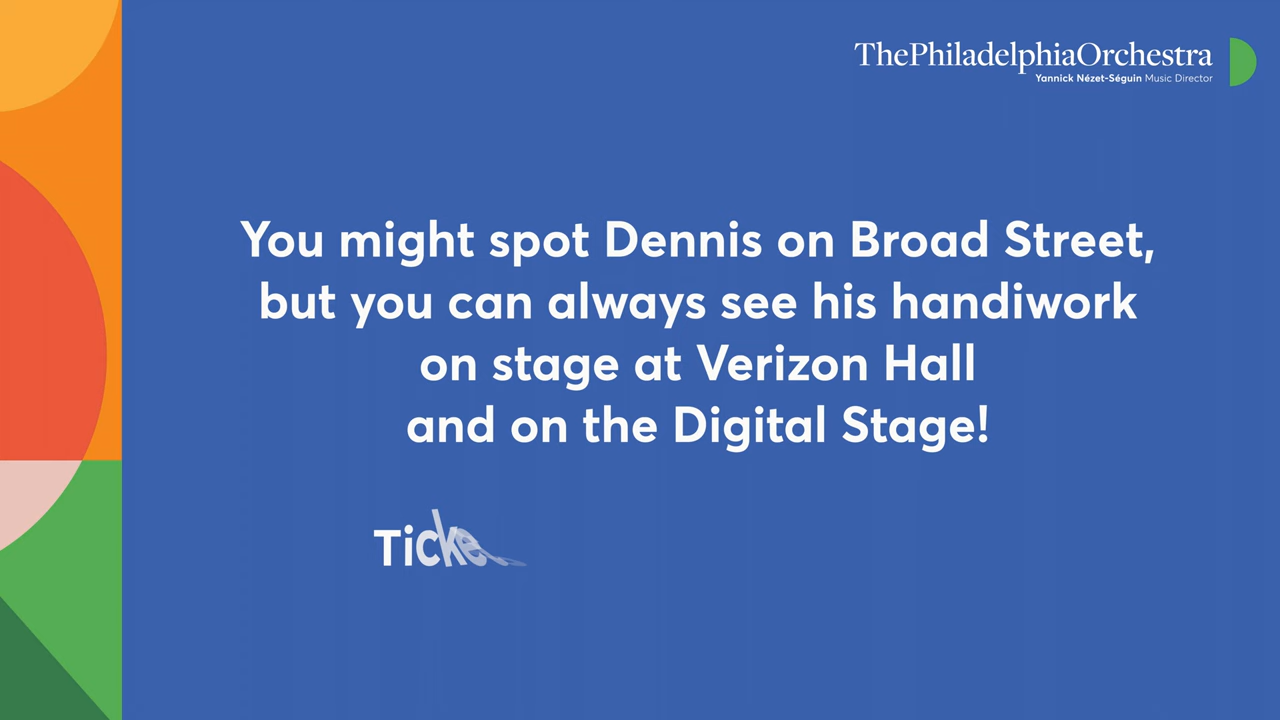 ThePhiladelphiaOrchestra
Yannick Nézet-Séguin Music Director
You might spot Dennis on Broad Street,
but you can always see his handiwork
on stage at Verizon Hall
and on the Digital Stage!